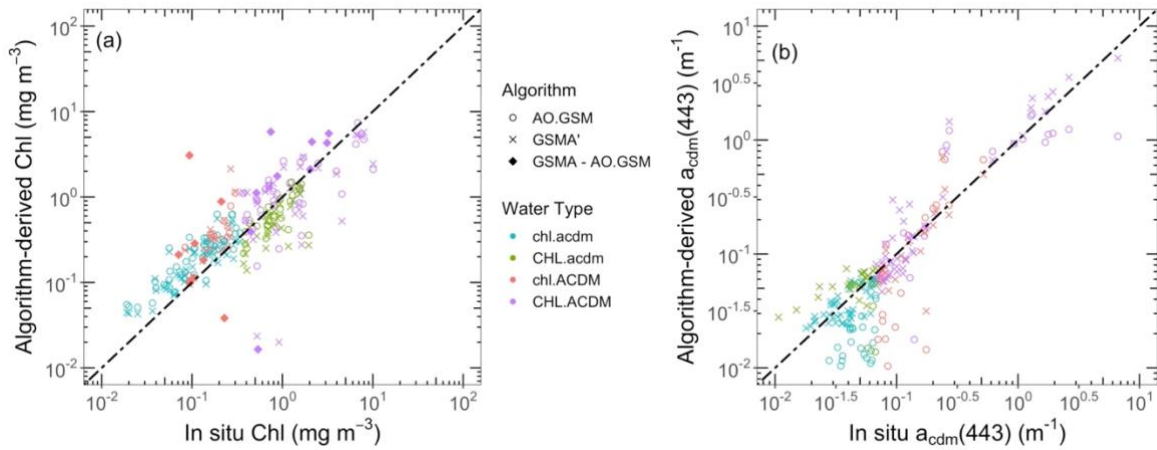 (a)
Algorithm-derived Chl (mg m⁻³)
10²
10¹
10⁰
10⁻¹
10⁻²
10⁻² 10⁻¹ 10⁰ 10¹ 10²
In situ Chl (mg m⁻³)
Algorithm
AO.GSM
GSMA'
GSMA - AO.GSM
Water Type
chl.acdm
CHL.acdm
chl.ACDM
CHL.ACDM
(b)
Algorithm-derived a_cdm(443) (m⁻¹)
10¹
10^0.5
10⁰
10^-0.5
10⁻¹
10^-1.5
10⁻²
10⁻² 10^-1.5 10⁻¹ 10^-0.5 10⁰ 10^0.5 10¹
In situ a_cdm(443) (m⁻¹)